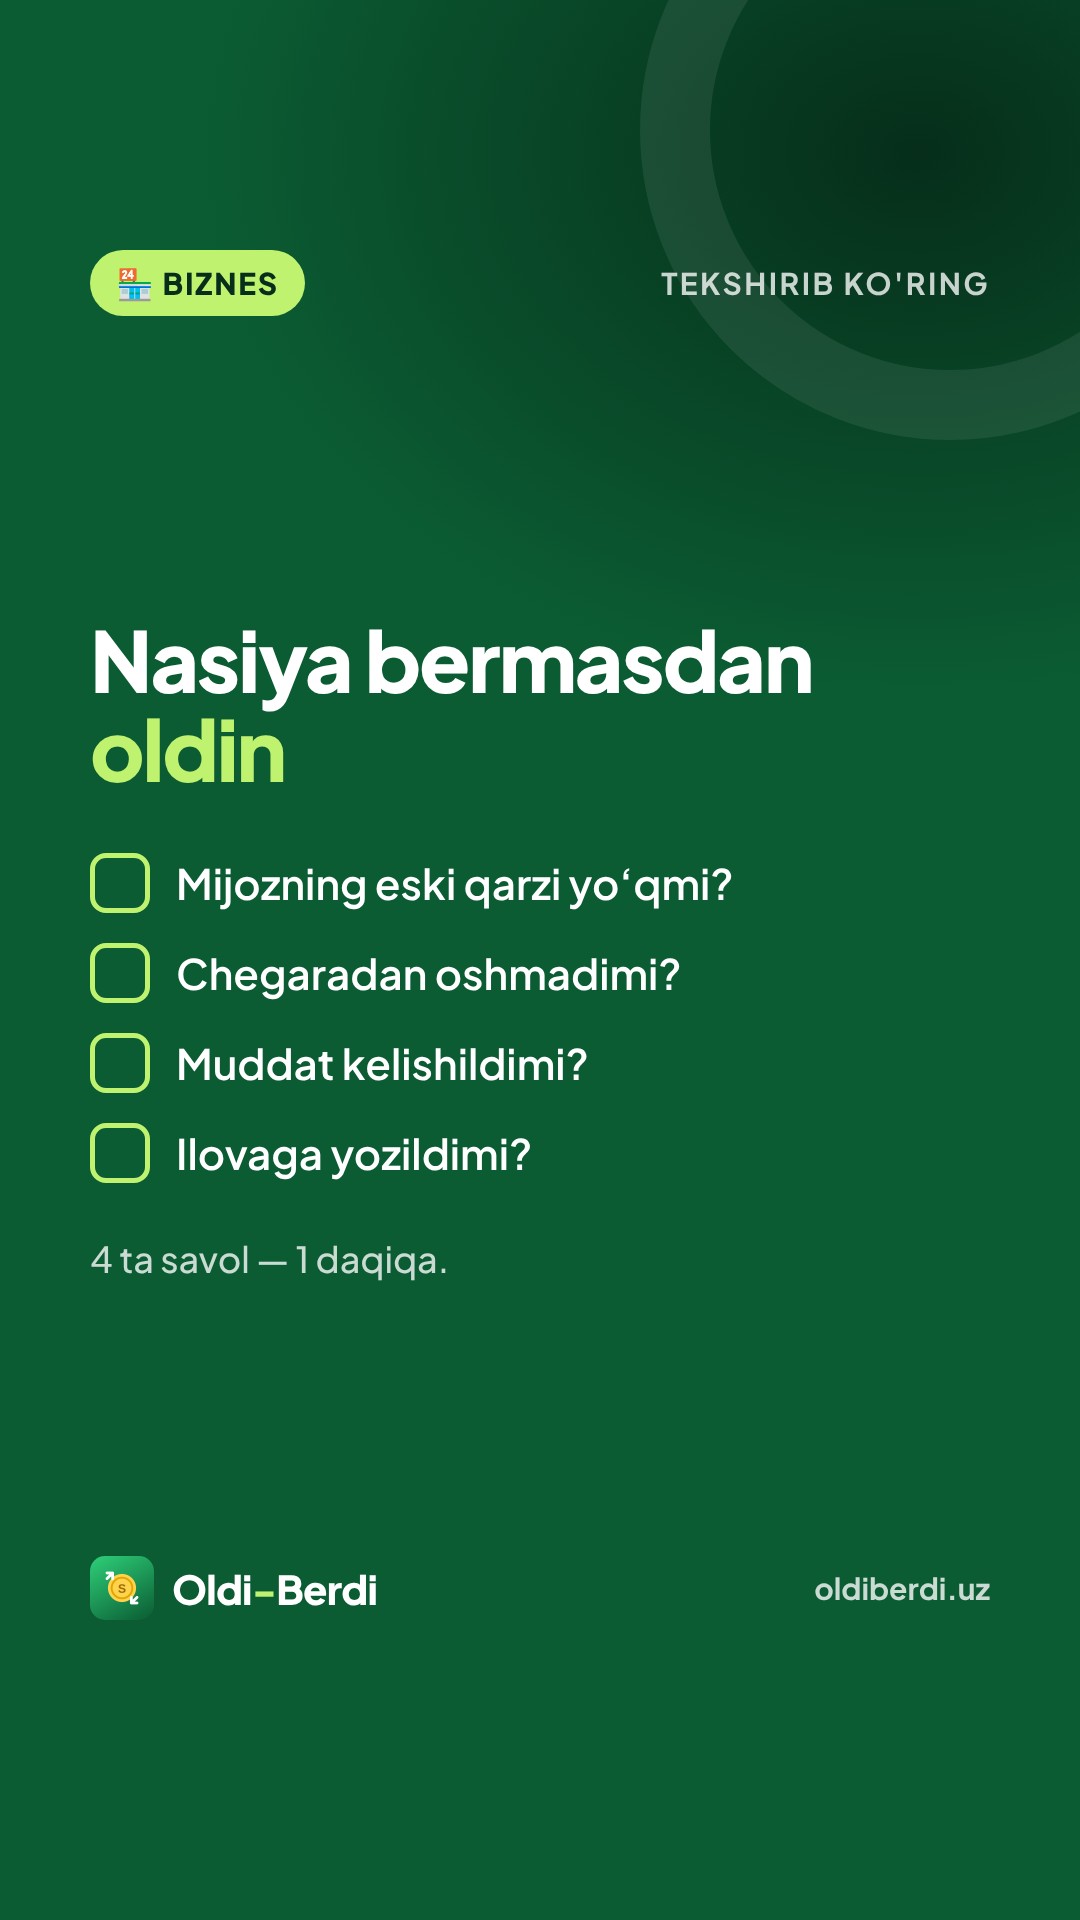 BIZNES
TEKSHIRIB KO'RING
Nasiya bermasdan
oldin
Mijozning eski qarzi yo‘qmi?
Chegaradan oshmadimi?
Muddat kelishildimi?
Ilovaga yozildimi?
4 ta savol — 1 daqiqa.
Oldi-Berdi
oldiberdi.uz